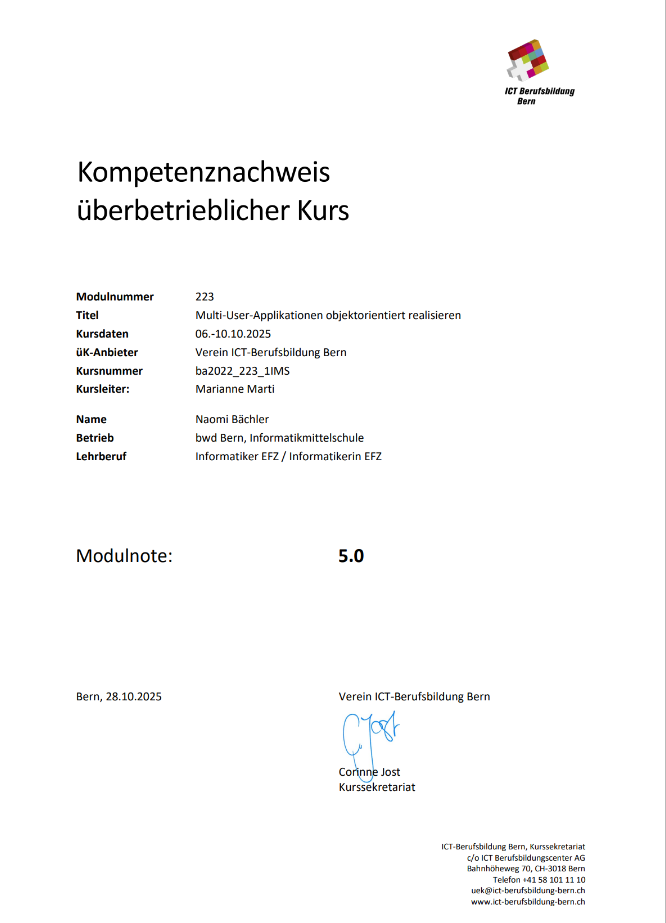 ICT Berufsbildung
Bern
Kompetenznachweis
überbetrieblicher Kurs
Modulnummer 223
Titel Multi-User-Applikationen objektorientiert realisieren
Kursdaten 06.-10.10.2025
üK-Anbieter Verein ICT-Berufsbildung Bern
Kursnummer ba2022_223_1IMS
Kursleiter: Marianne Marti
Name Naomi Bächler
Betrieb bwd Bern, Informatikmittelschule
Lehrberuf Informatiker EFZ / Informatikerin EFZ
Modulnote: 5.0
Bern, 28.10.2025 Verein ICT-Berufsbildung Bern
CJost
Corinne Jost
Kurssekretariat
ICT-Berufsbildung Bern, Kurssekretariat
c/o ICT Berufsbildungscenter AG
Bahnhöheweg 70, CH-3018 Bern
Telefon +41 58 101 11 10
uek@ict-berufsbildung-bern.ch
www.ict-berufsbildung-bern.ch